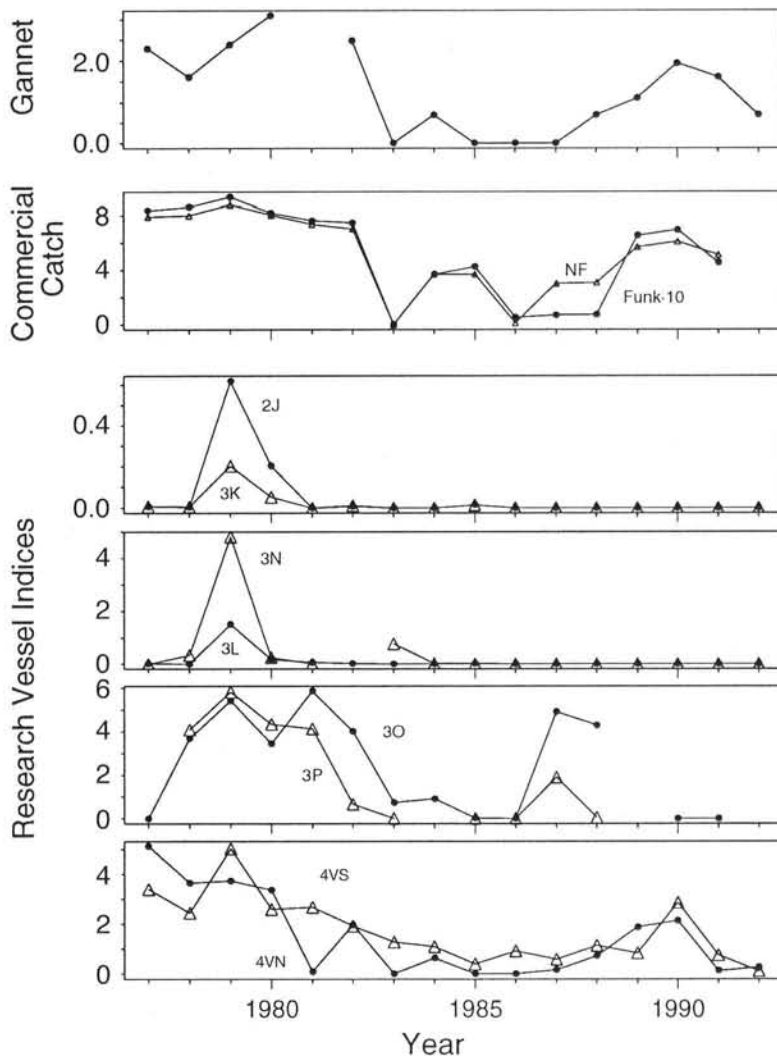 Gannet
2.0
0.0
Commercial
Catch
8
4
0
NF
Funk-10
Research Vessel Indices
0.4
0.0
2J
3K
4
2
0
3N
3L
6
4
2
0
3O
3P
4
2
0
4VS
4VN
1980 1985 1990
Year